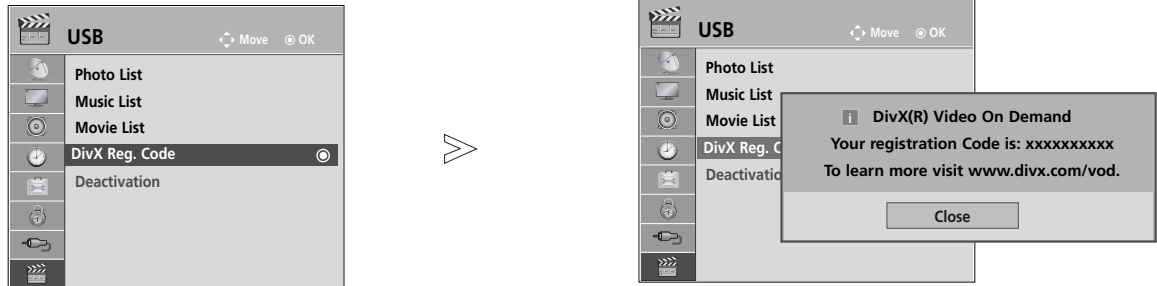 USB
Move OK
Photo List
Music List
Movie List
DivX Reg. Code
Deactivation
USB
Move OK
Photo List
Music List
Movie List
DivX Reg. C
Deactivatio
i DivX(R) Video On Demand
Your registration Code is: xxxxxxxxxx
To learn more visit www.divx.com/vod.
Close